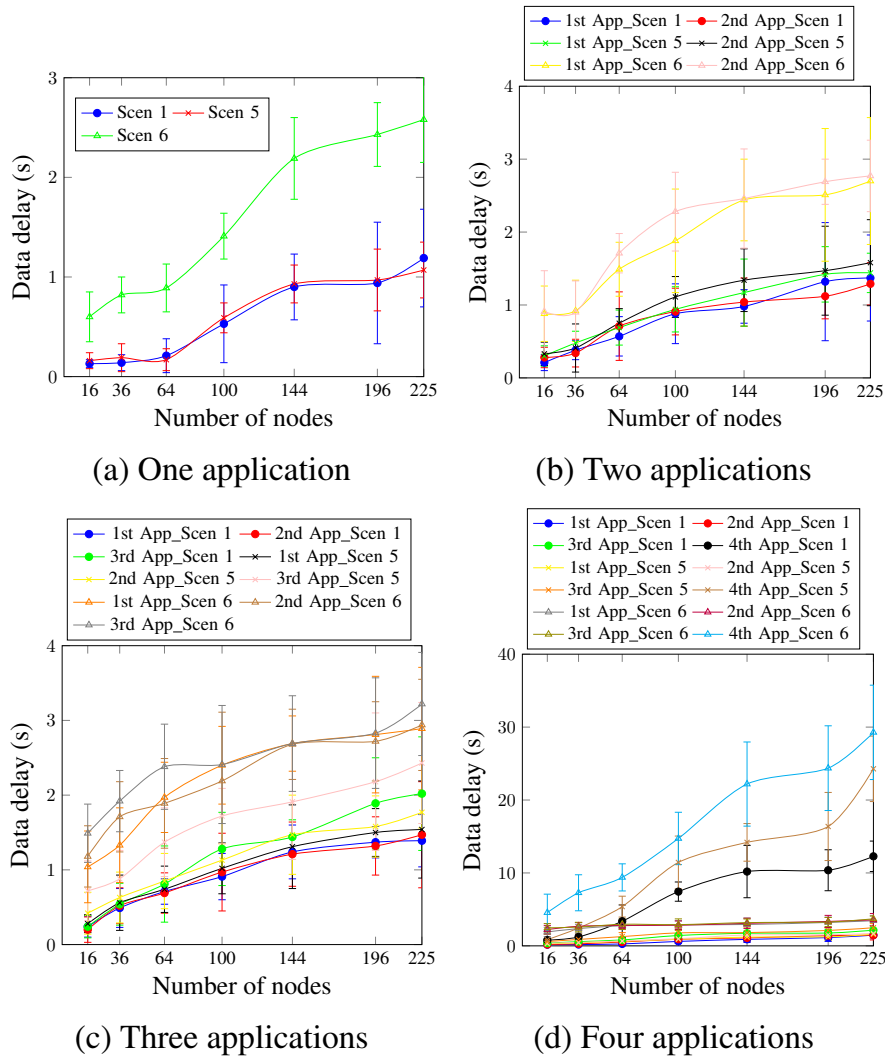 Scen 1 Scen 5
Scen 6
3
2
1
0
Data delay (s)
16 36 64 100 144 196 225
Number of nodes
(a) One application
1st App_Scen 1 2nd App_Scen 1
1st App_Scen 5 2nd App_Scen 5
1st App_Scen 6 2nd App_Scen 6
4
3
2
1
0
Data delay (s)
16 36 64 100 144 196 225
Number of nodes
(b) Two applications
1st App_Scen 1 2nd App_Scen 1
3rd App_Scen 1 1st App_Scen 5
2nd App_Scen 5 3rd App_Scen 5
1st App_Scen 6 2nd App_Scen 6
3rd App_Scen 6
4
3
2
1
0
Data delay (s)
16 36 64 100 144 196 225
Number of nodes
(c) Three applications
1st App_Scen 1 2nd App_Scen 1
3rd App_Scen 1 4th App_Scen 1
1st App_Scen 5 2nd App_Scen 5
3rd App_Scen 5 4th App_Scen 5
1st App_Scen 6 2nd App_Scen 6
3rd App_Scen 6 4th App_Scen 6
40
30
20
10
0
Data delay (s)
16 36 64 100 144 196 225
Number of nodes
(d) Four applications